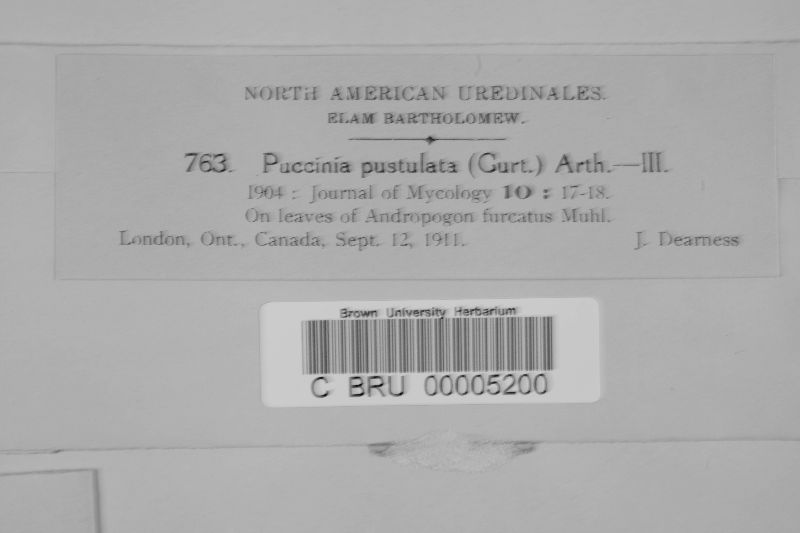 NORTH AMERICAN UREDINALES.
ELAM BARTHOLOMEW.
763. Puccinia pustulata (Curt.) Arth.—III.
1904 : Journal of Mycology 10 : 17-18.
On leaves of Andropogon furcatus Muhl.
London, Ont., Canada, Sept. 12, 1911. J. Dearness
Brown University Herbarium
C BRU 00005200